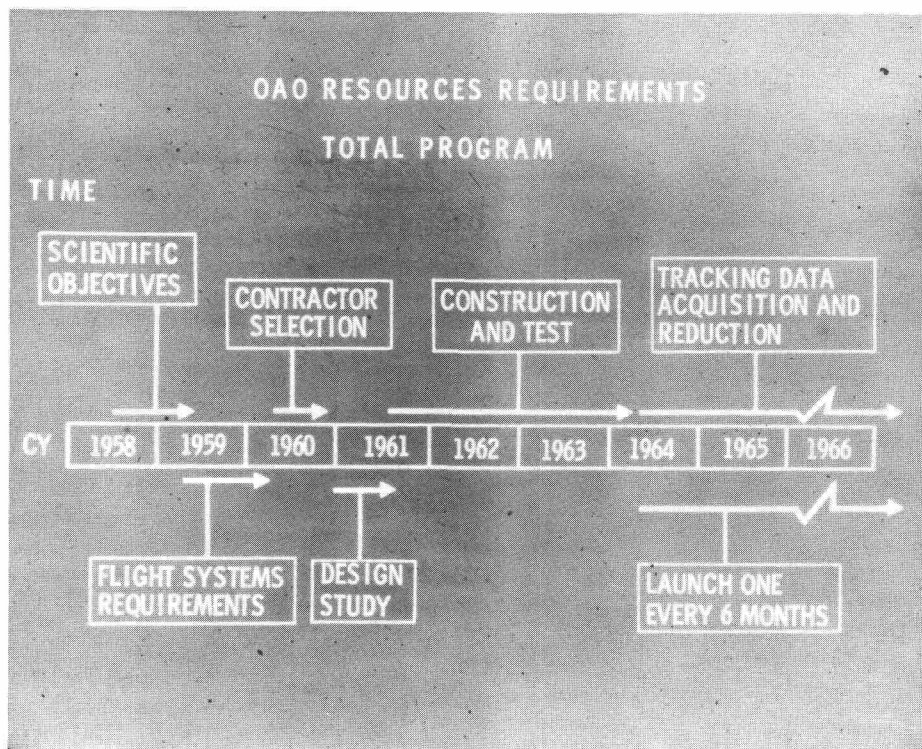 OAO RESOURCES REQUIREMENTS
TOTAL PROGRAM
TIME
SCIENTIFIC
OBJECTIVES
CONTRACTOR
SELECTION
CONSTRUCTION
AND TEST
TRACKING DATA
ACQUISITION AND
REDUCTION
CY 1958 1959 1960 1961 1962 1963 1964 1965 1966
FLIGHT SYSTEMS
REQUIREMENTS
DESIGN
STUDY
LAUNCH ONE
EVERY 6 MONTHS